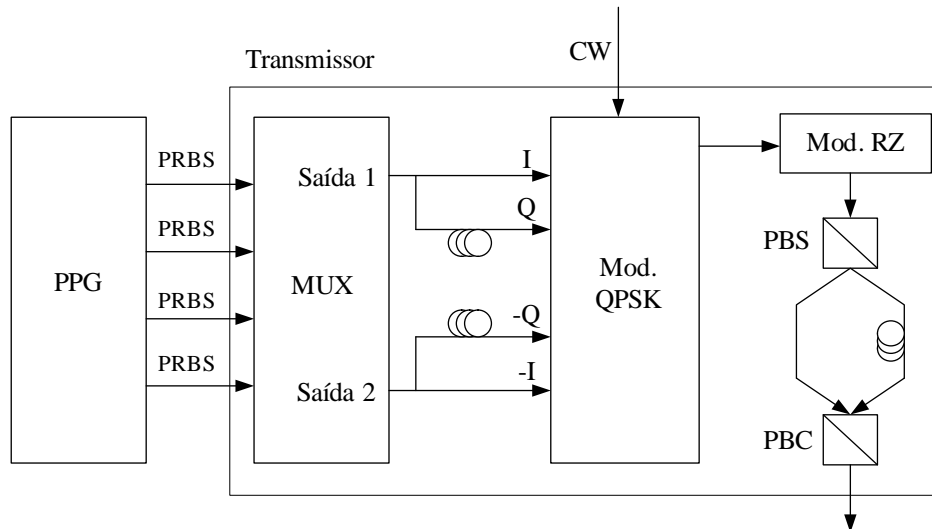 Transmissor
CW
PPG
PRBS
PRBS
PRBS
PRBS
Saída 1
MUX
Saída 2
I
Q
-Q
-I
Mod.
QPSK
Mod. RZ
PBS
PBC